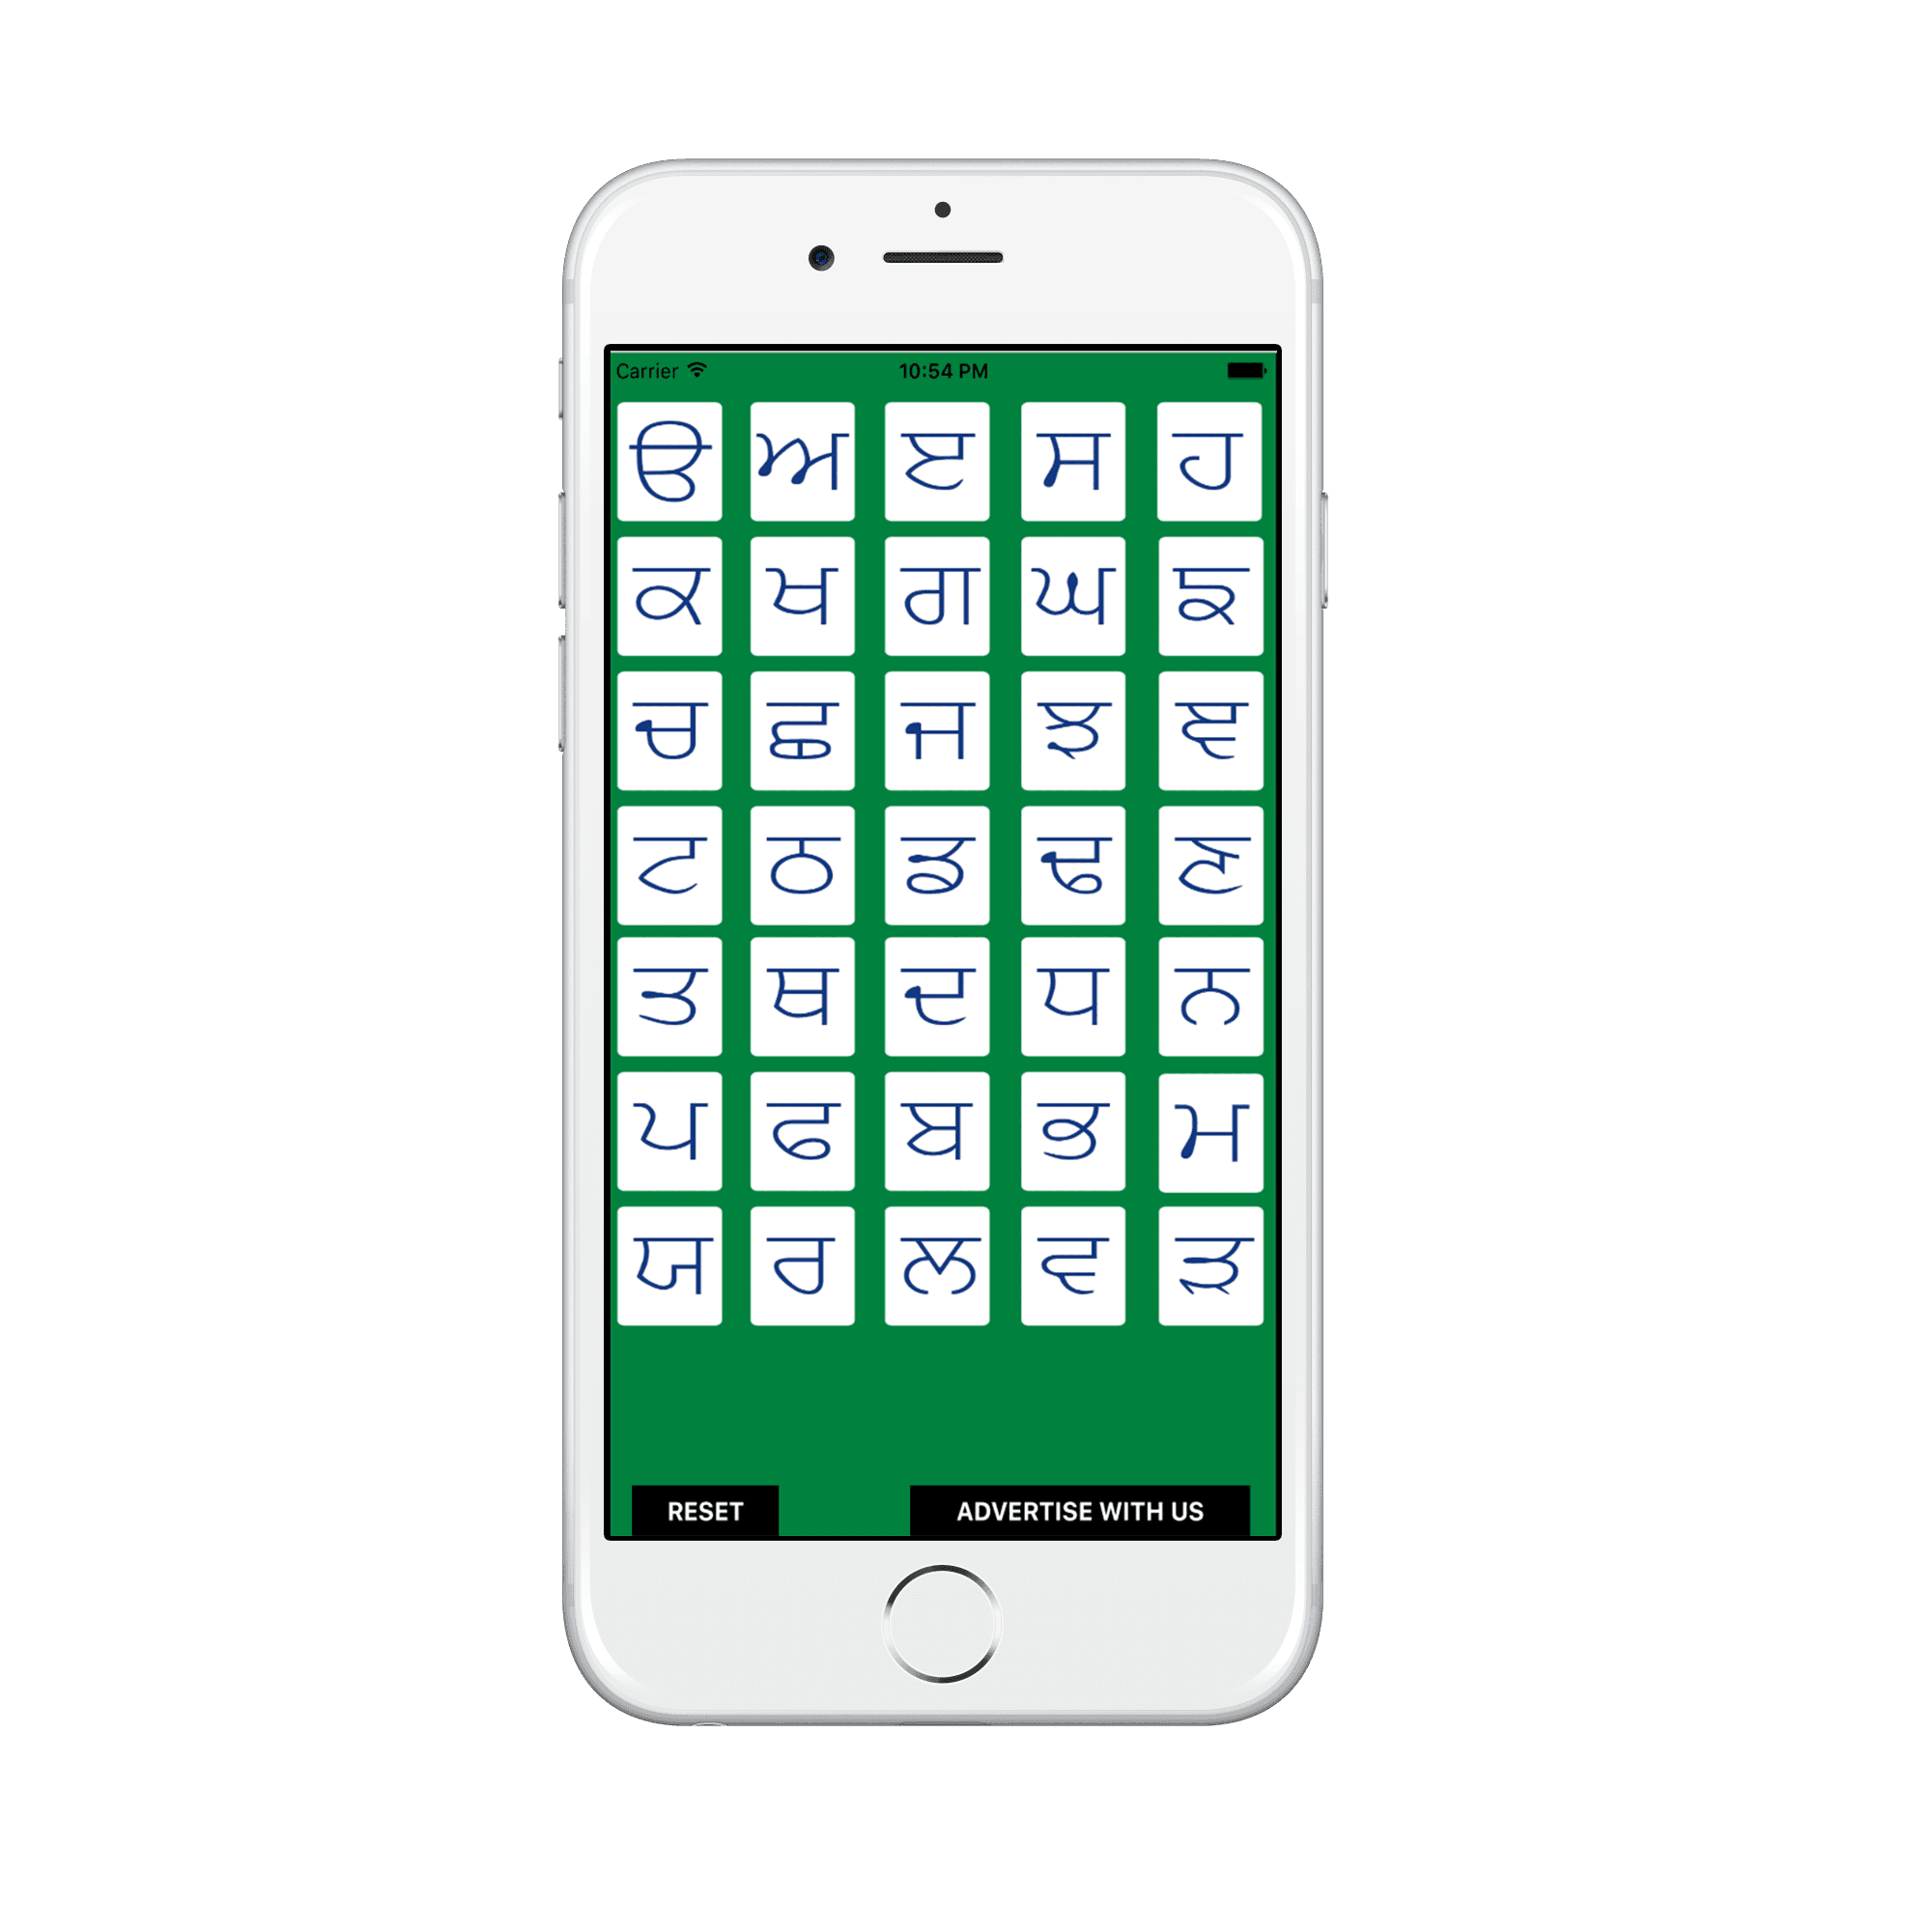 Carrier 10:54 PM
ੳ ਅ ੲ ਸ ਹ
ਕ ਖ ਗ ਘ ਙ
ਚ ਛ ਜ ਝ ਞ
ਟ ਠ ਡ ਢ ਣ
ਤ ਥ ਦ ਧ ਨ
ਪ ਫ ਬ ਭ ਮ
ਯ ਰ ਲ ਵ ੜ
RESET ADVERTISE WITH US